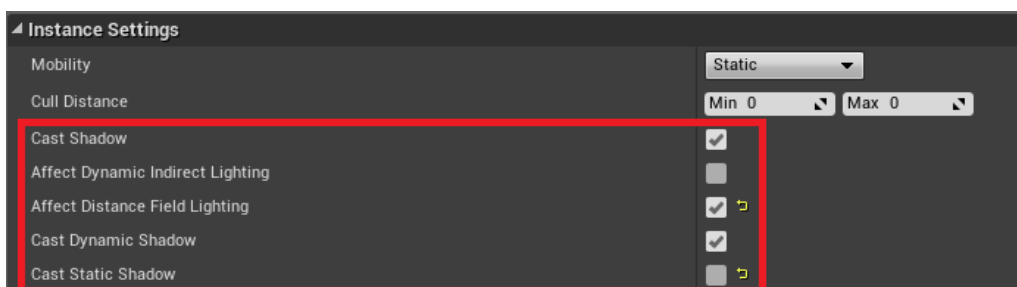 Instance Settings
Mobility Static
Cull Distance Min 0 Max 0
Cast Shadow
Affect Dynamic Indirect Lighting
Affect Distance Field Lighting
Cast Dynamic Shadow
Cast Static Shadow